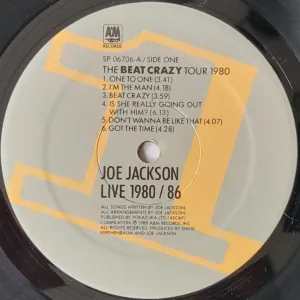 A&M
RECORDS
SP 06706-A / SIDE ONE
THE BEAT CRAZY TOUR 1980
1. ONE TO ONE (3.41)
2. I'M THE MAN (4.18)
3. BEAT CRAZY (3.59)
4. IS SHE REALLY GOING OUT
WITH HIM? (6.13)
5. DON'T WANNA BE LIKE THAT (4.07)
6. GOT THE TIME (4.28)
JOE JACKSON
LIVE 1980 / 86
ALL SONGS WRITTEN BY JOE JACKSON.
ALL ARRANGEMENTS BY JOE JACKSON.
PUBLISHED BY POKAZUKA LTD. (ASCAP)
COMPILATION ℗ 1988 A&M RECORDS,
INC. PRODUCED BY DAVID
KERSHENBAUM AND JOE JACKSON.